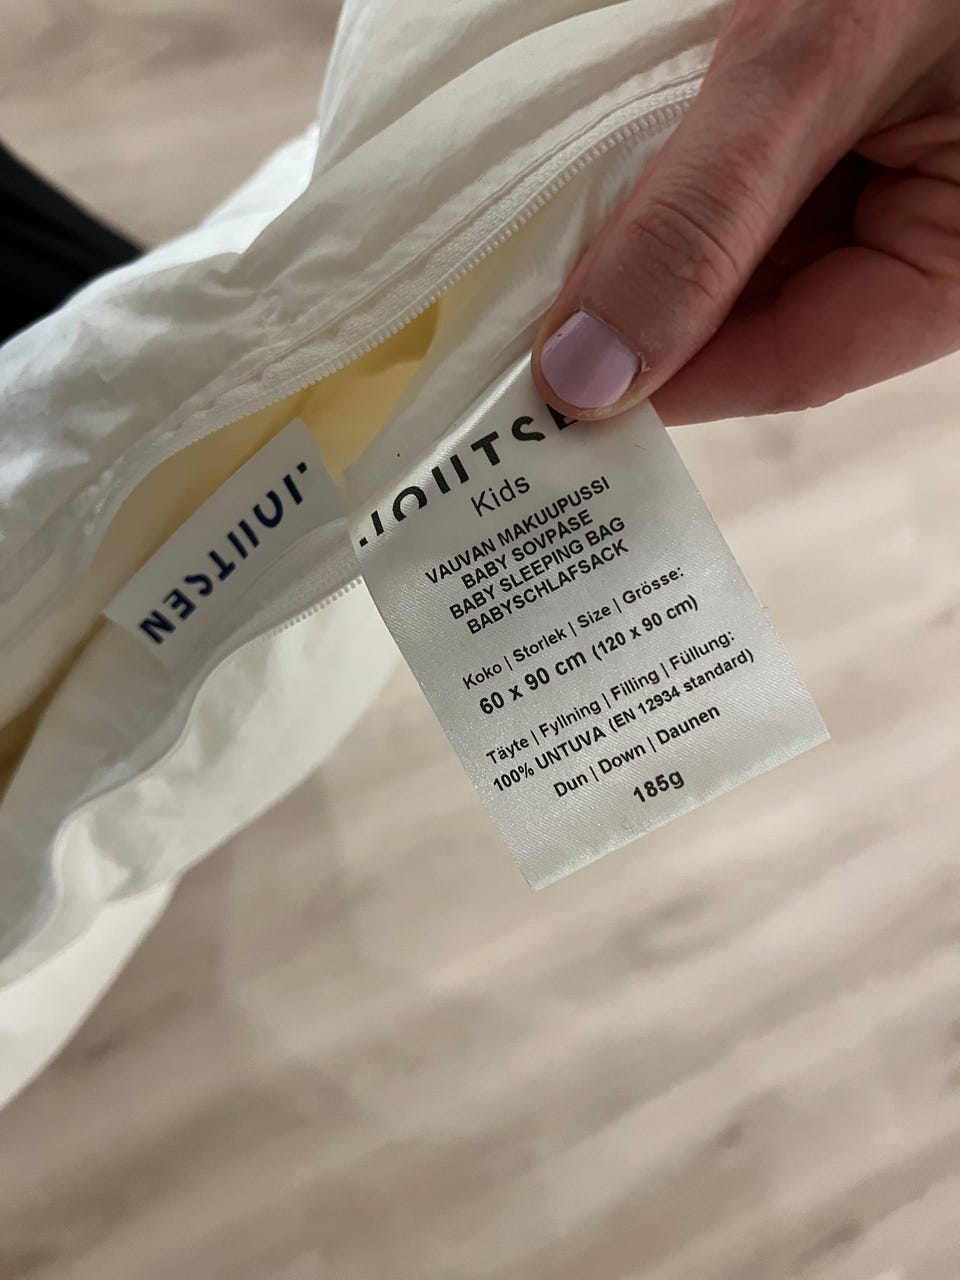 JOUTSEN
JOUTSE
Kids
VAUVAN MAKUUPUSSI
BABY SOVPÅSE
BABY SLEEPING BAG
BABYSCHLAFSACK
Koko | Storlek | Size | Grösse:
60 x 90 cm (120 x 90 cm)
Täyte | Fyllning | Filling | Füllung:
100% UNTUVA (EN 12934 standard)
Dun | Down | Daunen
185g